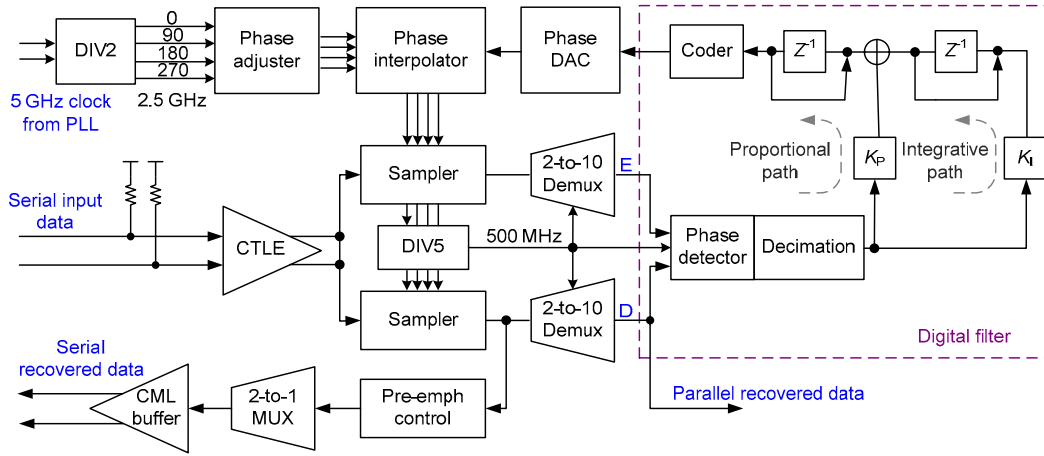 DIV2
0
90
180
270
2.5 GHz
5 GHz clock
from PLL
Phase
adjuster
Phase
interpolator
Phase
DAC
Coder
Z-1
Z-1
Proportional
path
KP
Integrative
path
KI
Serial input
data
CTLE
Sampler
DIV5
500 MHz
Sampler
2-to-10
Demux
E
2-to-10
Demux
D
Phase
detector
Decimation
Digital filter
Parallel recovered data
Serial
recovered data
CML
buffer
2-to-1
MUX
Pre-emph
control